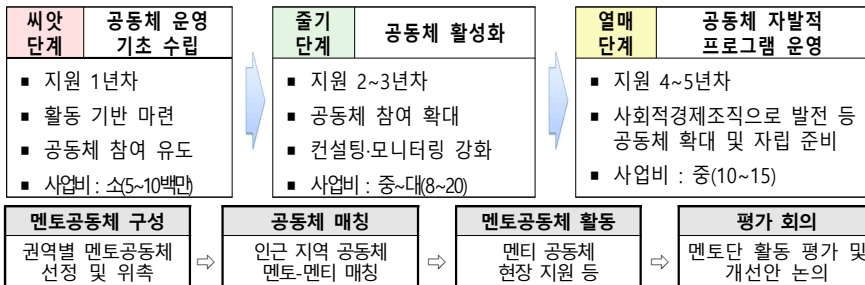 씨앗 단계
공동체 운영 기초 수립
■ 지원 1년차
■ 활동 기반 마련
■ 공동체 참여 유도
■ 사업비 : 소(5~10백만)
줄기 단계
공동체 활성화
■ 지원 2~3년차
■ 공동체 참여 확대
■ 컨설팅·모니터링 강화
■ 사업비 : 중~대(8~20)
열매 단계
공동체 자발적 프로그램 운영
■ 지원 4~5년차
■ 사회적경제조직으로 발전 등
공동체 확대 및 자립 준비
■ 사업비 : 중(10~15)
멘토공동체 구성
권역별 멘토공동체
선정 및 위촉
⇨
공동체 매칭
인근 지역 공동체
멘토-멘티 매칭
⇨
멘토공동체 활동
멘티 공동체
현장 지원 등
⇨
평가 회의
멘토단 활동 평가 및
개선안 논의